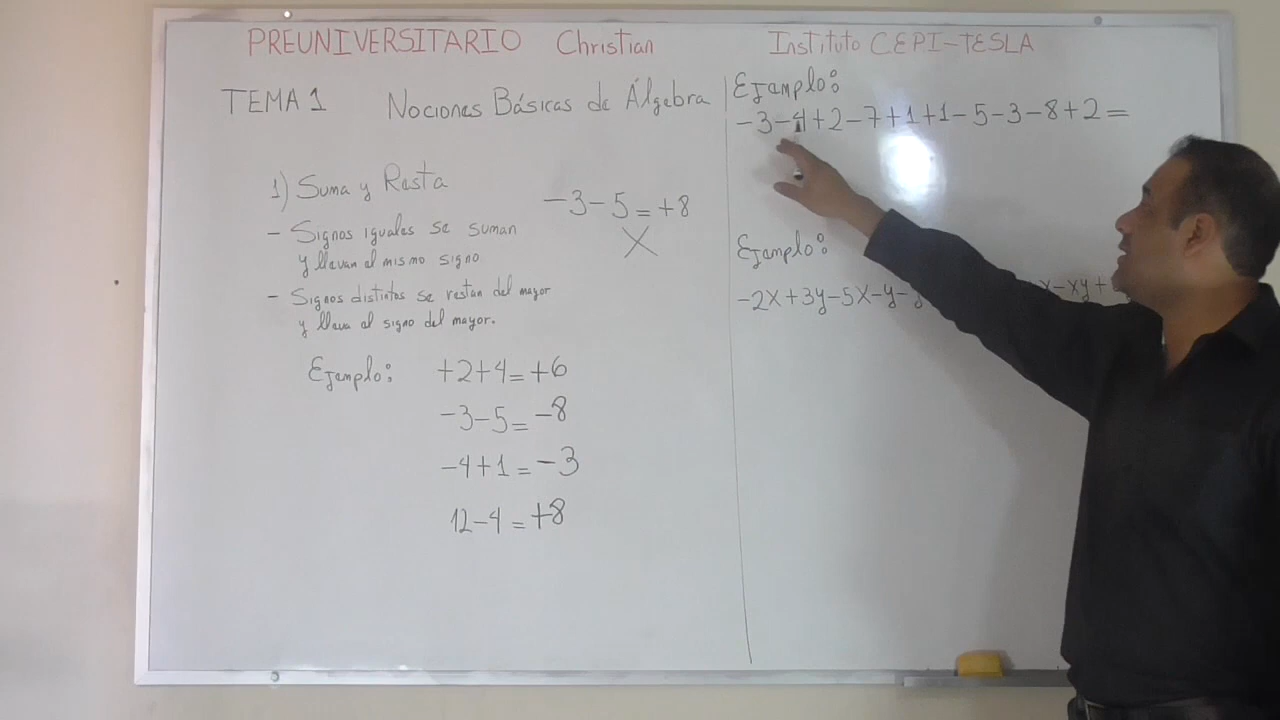 PREUNIVERSITARIO Christian
Instituto CEPI-TESLA
TEMA 1 Nociones Básicas de Álgebra
1) Suma y Resta
- Signos iguales se suman
y llevan el mismo signo
- Signos distintos se restan del mayor
y lleva el signo del mayor.
-3-5=+8
X
Ejemplo: +2+4=+6
-3-5=-8
-4+1=-3
12-4=+8
Ejemplo:
-3-4+2-7+1+1-5-3-8+2=
Ejemplo:
-2X+3y-5X-y- X-Xy+